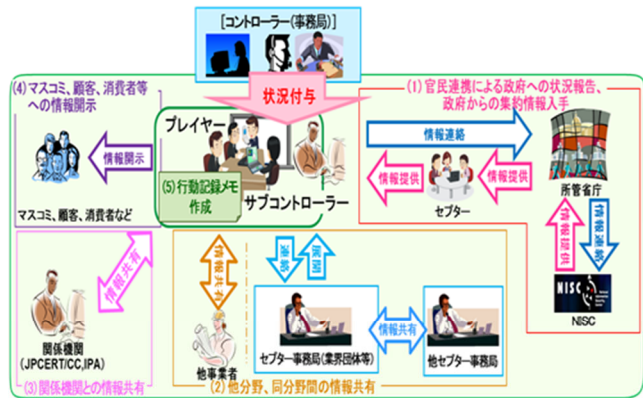 [コントローラー(事務局)]
状況付与
(4) マスコミ、顧客、消費者等
への情報開示
(1) 官民連携による政府への状況報告、
政府からの集約情報入手
プレイヤー
情報開示
(5) 行動記録メモ
作成
サブコントローラー
マスコミ、顧客、消費者など
情報連絡
情報提供
情報提供
セプター
所管省庁
情報提供
情報連絡
NISC
NISC
情報共有
関係機関
(JPCERT/CC,IPA)
(3) 関係機関との情報共有
情報共有
他事業者
連絡
展開
セプター事務局(業界団体等)
情報共有
他セプター事務局
(2) 他分野、同分野間の情報共有